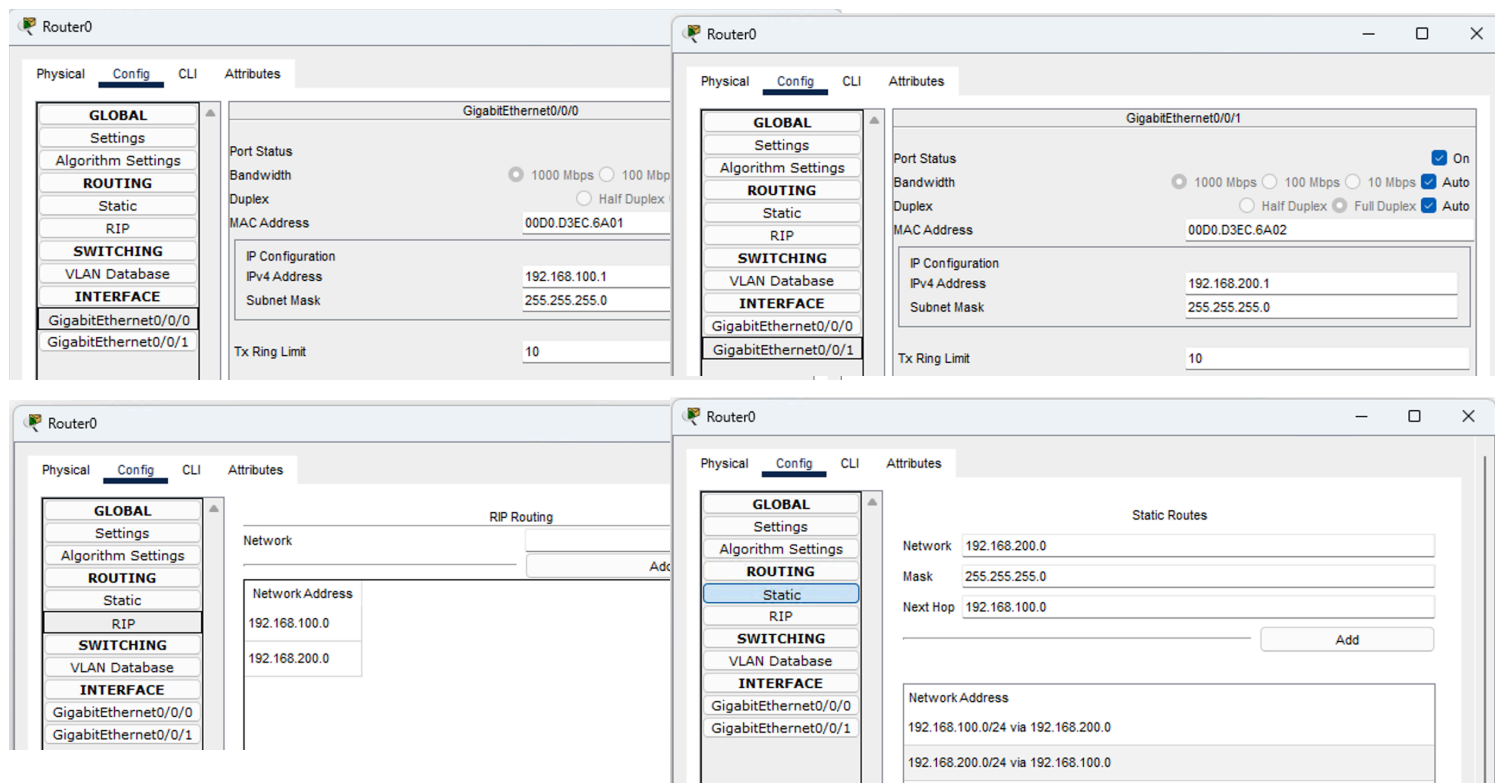 Router0
Physical Config CLI Attributes
GLOBAL
Settings
Algorithm Settings
ROUTING
Static
RIP
SWITCHING
VLAN Database
INTERFACE
GigabitEthernet0/0/0
GigabitEthernet0/0/1
GigabitEthernet0/0/0
Port Status
Bandwidth 1000 Mbps 100 Mbp
Duplex Half Duplex
MAC Address 00D0.D3EC.6A01
IP Configuration
IPv4 Address 192.168.100.1
Subnet Mask 255.255.255.0
Tx Ring Limit 10
Router0
Physical Config CLI Attributes
GLOBAL
Settings
Algorithm Settings
ROUTING
Static
RIP
SWITCHING
VLAN Database
INTERFACE
GigabitEthernet0/0/0
GigabitEthernet0/0/1
GigabitEthernet0/0/1
Port Status On
Bandwidth 1000 Mbps 100 Mbps 10 Mbps Auto
Duplex Half Duplex Full Duplex Auto
MAC Address 00D0.D3EC.6A02
IP Configuration
IPv4 Address 192.168.200.1
Subnet Mask 255.255.255.0
Tx Ring Limit 10
Router0
Physical Config CLI Attributes
GLOBAL
Settings
Algorithm Settings
ROUTING
Static
RIP
SWITCHING
VLAN Database
INTERFACE
GigabitEthernet0/0/0
GigabitEthernet0/0/1
RIP Routing
Network
Add
Network Address
192.168.100.0
192.168.200.0
Router0
Physical Config CLI Attributes
GLOBAL
Settings
Algorithm Settings
ROUTING
Static
RIP
SWITCHING
VLAN Database
INTERFACE
GigabitEthernet0/0/0
GigabitEthernet0/0/1
Static Routes
Network 192.168.200.0
Mask 255.255.255.0
Next Hop 192.168.100.0
Add
Network Address
192.168.100.0/24 via 192.168.200.0
192.168.200.0/24 via 192.168.100.0